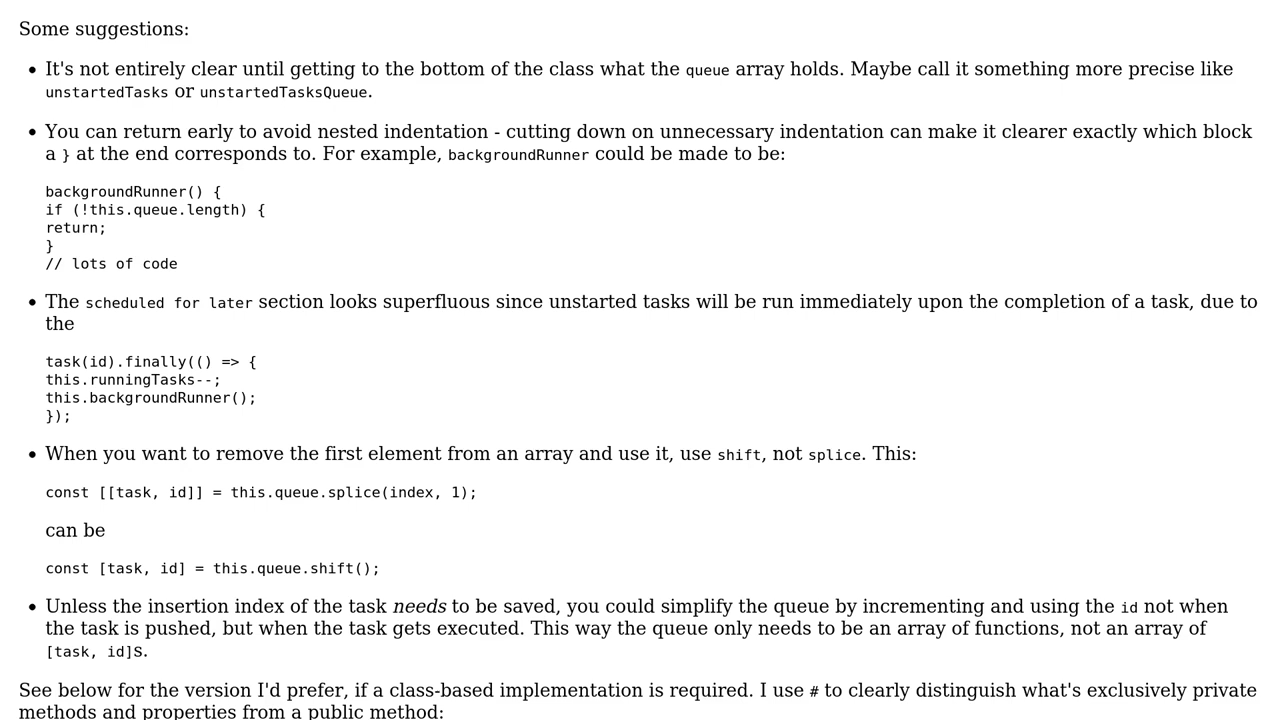 Some suggestions:
• It's not entirely clear until getting to the bottom of the class what the queue array holds. Maybe call it something more precise like
unstartedTasks or unstartedTasksQueue.
• You can return early to avoid nested indentation - cutting down on unnecessary indentation can make it clearer exactly which block
a } at the end corresponds to. For example, backgroundRunner could be made to be:
backgroundRunner() {
if (!this.queue.length) {
return;
}
// lots of code
• The scheduled for later section looks superfluous since unstarted tasks will be run immediately upon the completion of a task, due to
the
task(id).finally(() => {
this.runningTasks--;
this.backgroundRunner();
});
• When you want to remove the first element from an array and use it, use shift, not splice. This:
const [[task, id]] = this.queue.splice(index, 1);
can be
const [task, id] = this.queue.shift();
• Unless the insertion index of the task needs to be saved, you could simplify the queue by incrementing and using the id not when
the task is pushed, but when the task gets executed. This way the queue only needs to be an array of functions, not an array of
[task, id]s.
See below for the version I'd prefer, if a class-based implementation is required. I use # to clearly distinguish what's exclusively private
methods and properties from a public method: